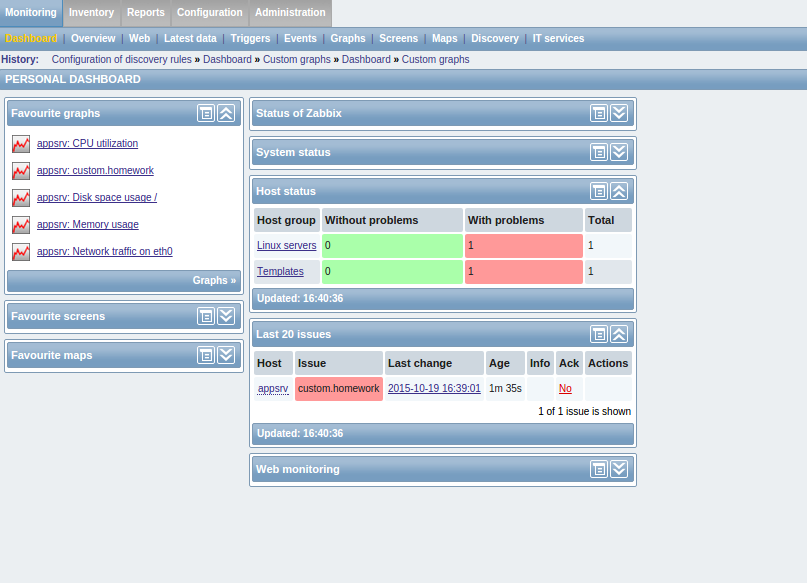 Monitoring Inventory Reports Configuration Administration
Dashboard | Overview | Web | Latest data | Triggers | Events | Graphs | Screens | Maps | Discovery | IT services
History: Configuration of discovery rules » Dashboard » Custom graphs » Dashboard » Custom graphs
PERSONAL DASHBOARD
Favourite graphs
appsrv: CPU utilization
appsrv: custom.homework
appsrv: Disk space usage /
appsrv: Memory usage
appsrv: Network traffic on eth0
Graphs »
Favourite screens
Favourite maps
Status of Zabbix
System status
Host status
Host group Without problems With problems Total
Linux servers 0 1 1
Templates 0 1 1
Updated: 16:40:36
Last 20 issues
Host Issue Last change Age Info Ack Actions
appsrv custom.homework 2015-10-19 16:39:01 1m 35s No
1 of 1 issue is shown
Updated: 16:40:36
Web monitoring